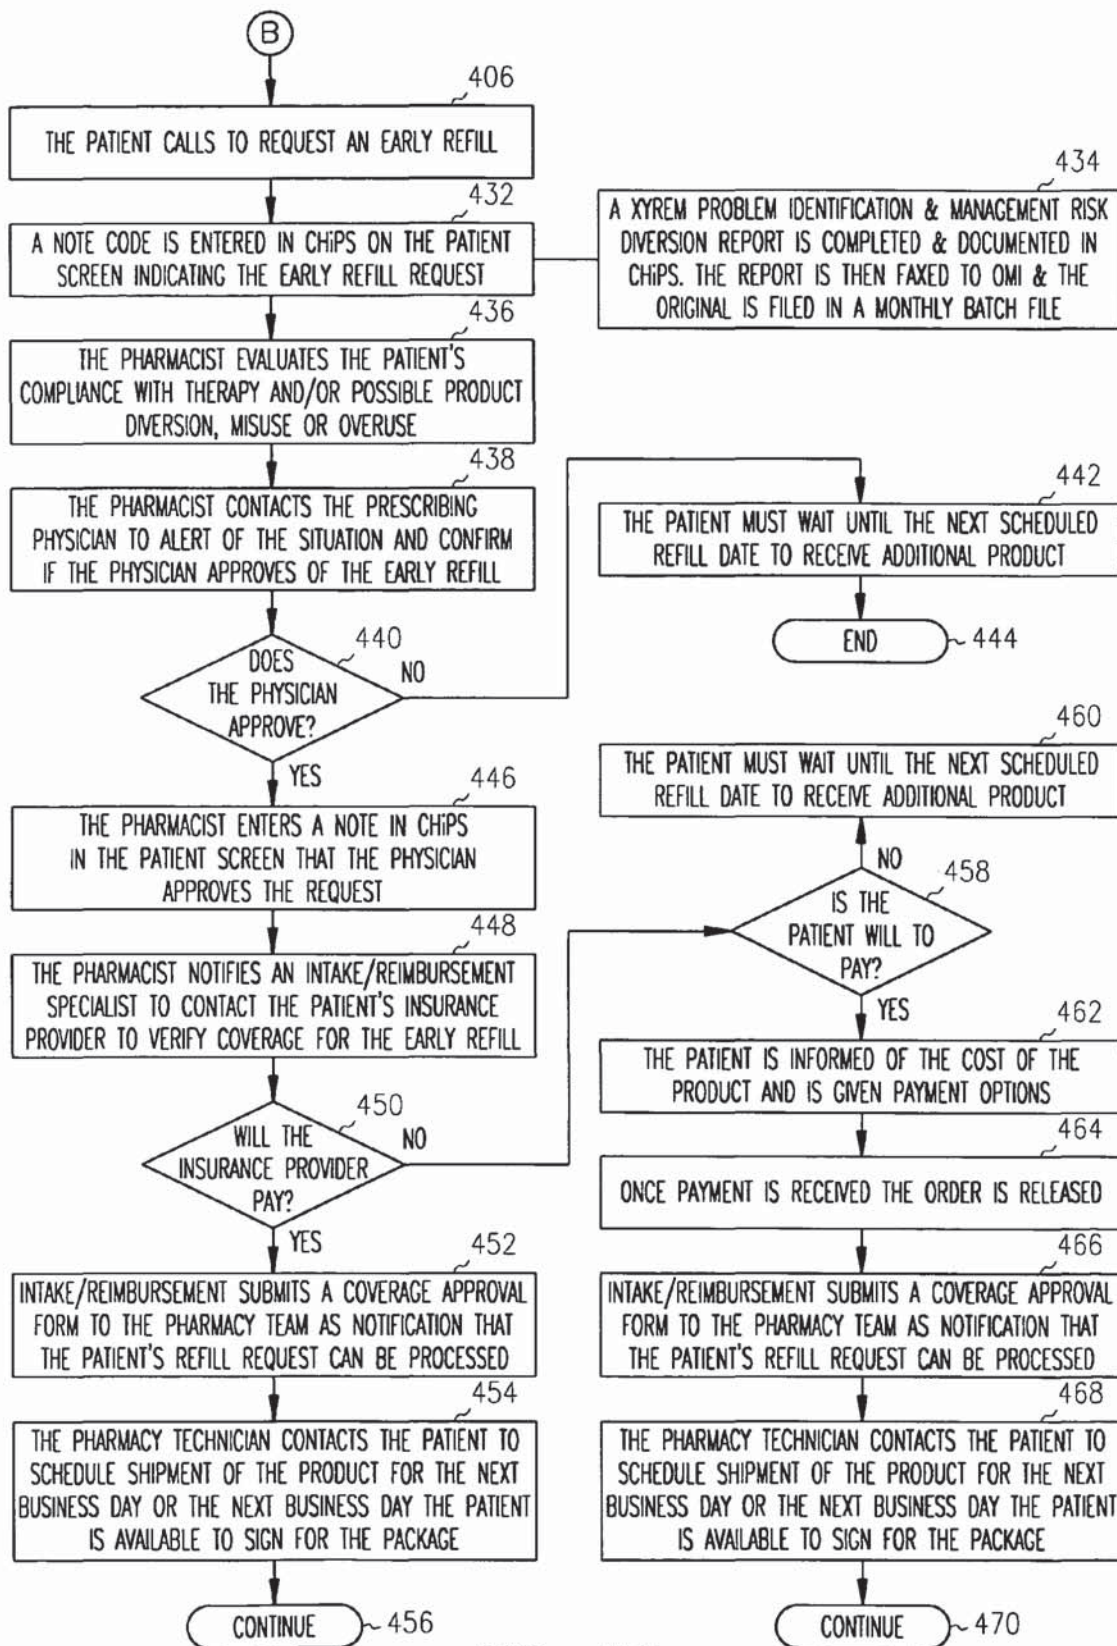 B
406
THE PATIENT CALLS TO REQUEST AN EARLY REFILL
432
A NOTE CODE IS ENTERED IN CHiPS ON THE PATIENT
SCREEN INDICATING THE EARLY REFILL REQUEST
434
A XYREM PROBLEM IDENTIFICATION & MANAGEMENT RISK
DIVERSION REPORT IS COMPLETED & DOCUMENTED IN
CHiPS. THE REPORT IS THEN FAXED TO OMI & THE
ORIGINAL IS FILED IN A MONTHLY BATCH FILE
436
THE PHARMACIST EVALUATES THE PATIENT'S
COMPLIANCE WITH THERAPY AND/OR POSSIBLE PRODUCT
DIVERSION, MISUSE OR OVERUSE
438
THE PHARMACIST CONTACTS THE PRESCRIBING
PHYSICIAN TO ALERT OF THE SITUATION AND CONFIRM
IF THE PHYSICIAN APPROVES OF THE EARLY REFILL
440
DOES
THE PHYSICIAN
APPROVE?
NO
YES
442
THE PATIENT MUST WAIT UNTIL THE NEXT SCHEDULED
REFILL DATE TO RECEIVE ADDITIONAL PRODUCT
END
444
446
THE PHARMACIST ENTERS A NOTE IN CHiPS
IN THE PATIENT SCREEN THAT THE PHYSICIAN
APPROVES THE REQUEST
448
THE PHARMACIST NOTIFIES AN INTAKE/REIMBURSEMENT
SPECIALIST TO CONTACT THE PATIENT'S INSURANCE
PROVIDER TO VERIFY COVERAGE FOR THE EARLY REFILL
450
WILL THE
INSURANCE PROVIDER
PAY?
NO
YES
452
INTAKE/REIMBURSEMENT SUBMITS A COVERAGE APPROVAL
FORM TO THE PHARMACY TEAM AS NOTIFICATION THAT
THE PATIENT'S REFILL REQUEST CAN BE PROCESSED
454
THE PHARMACY TECHNICIAN CONTACTS THE PATIENT TO
SCHEDULE SHIPMENT OF THE PRODUCT FOR THE NEXT
BUSINESS DAY OR THE NEXT BUSINESS DAY THE PATIENT
IS AVAILABLE TO SIGN FOR THE PACKAGE
CONTINUE
456
460
THE PATIENT MUST WAIT UNTIL THE NEXT SCHEDULED
REFILL DATE TO RECEIVE ADDITIONAL PRODUCT
NO
458
IS THE
PATIENT WILL TO
PAY?
YES
462
THE PATIENT IS INFORMED OF THE COST OF THE
PRODUCT AND IS GIVEN PAYMENT OPTIONS
464
ONCE PAYMENT IS RECEIVED THE ORDER IS RELEASED
466
INTAKE/REIMBURSEMENT SUBMITS A COVERAGE APPROVAL
FORM TO THE PHARMACY TEAM AS NOTIFICATION THAT
THE PATIENT'S REFILL REQUEST CAN BE PROCESSED
468
THE PHARMACY TECHNICIAN CONTACTS THE PATIENT TO
SCHEDULE SHIPMENT OF THE PRODUCT FOR THE NEXT
BUSINESS DAY OR THE NEXT BUSINESS DAY THE PATIENT
IS AVAILABLE TO SIGN FOR THE PACKAGE
CONTINUE
470